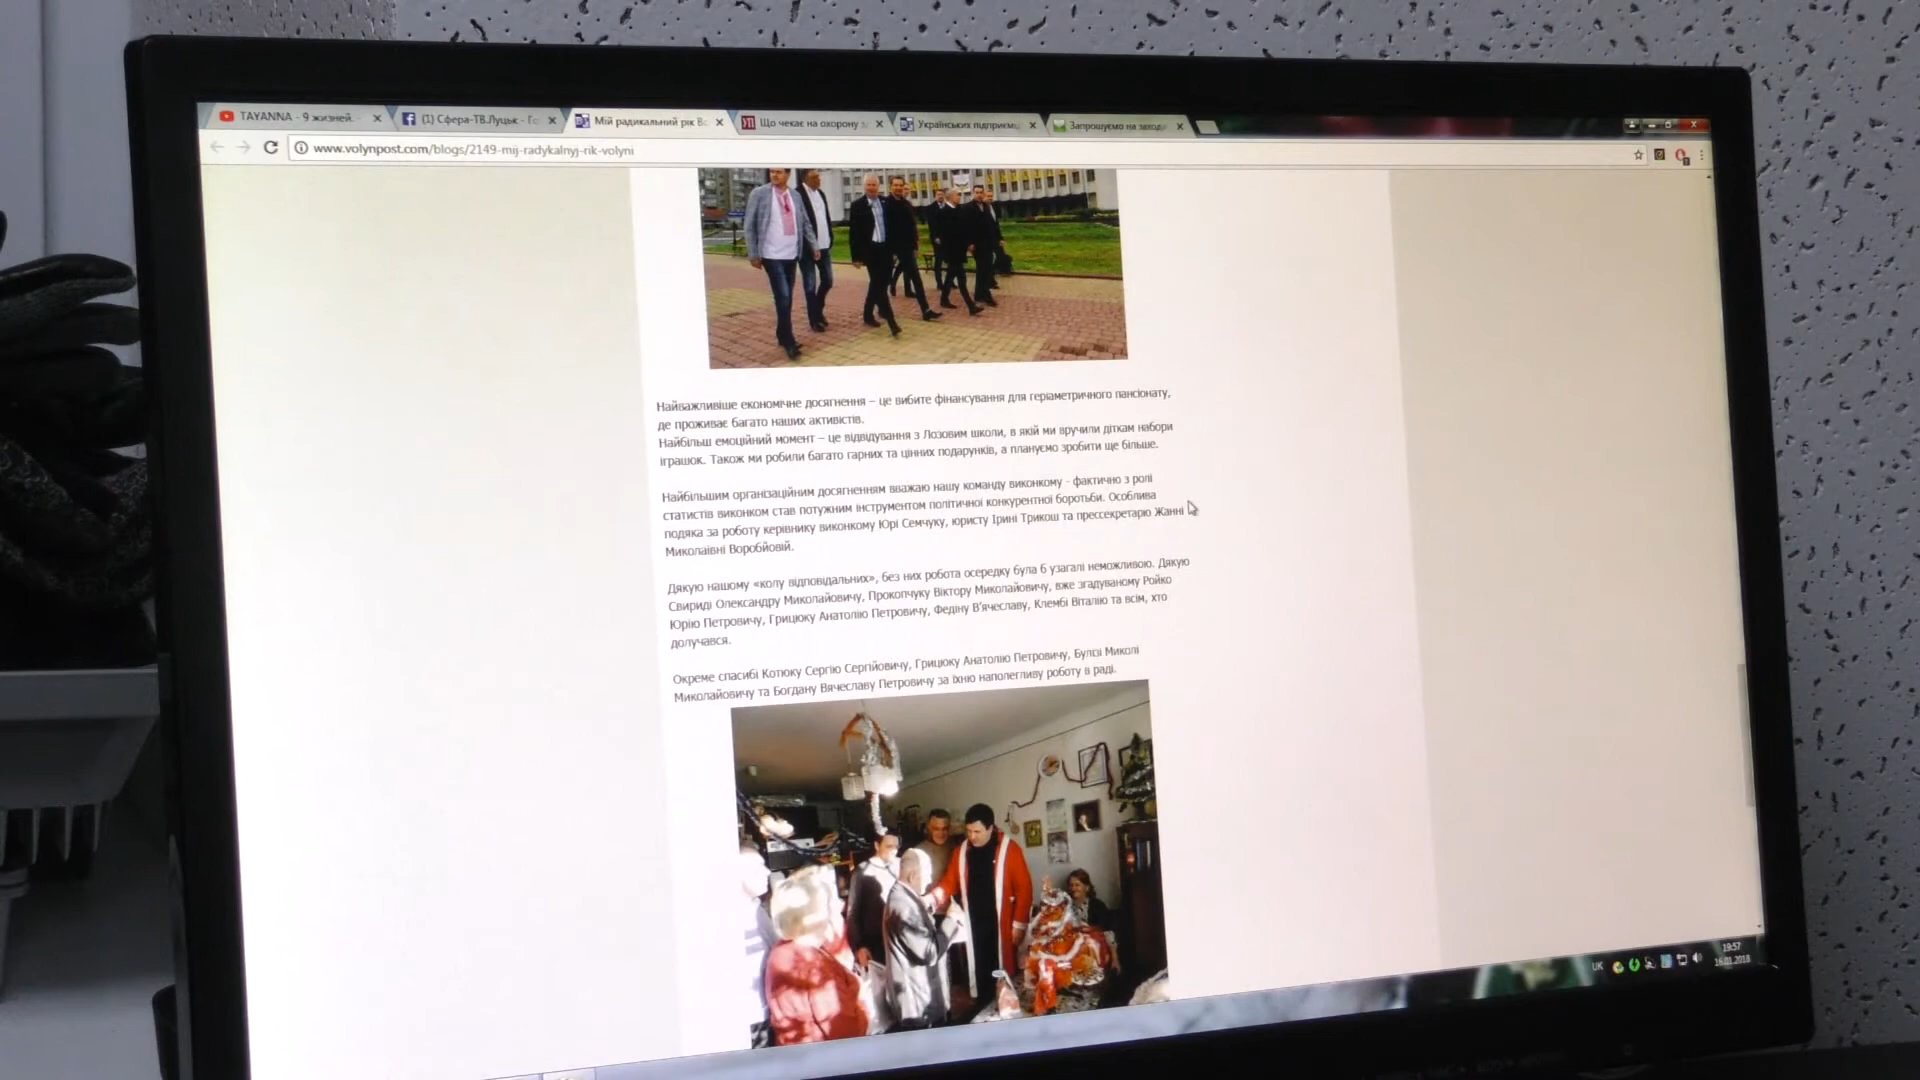 TAYANNA - 9 жизней.
(1) Сфера-ТВ.Луцьк - Го
Мій радикальний рік Во
Що чекає на охорону з
Українських підприємц
Запрошуємо на заходи
www.volynpost.com/blogs/2149-mij-radykalnyj-rik-volyni
Найважливіше економічне досягнення – це вибите фінансування для геріаметричного пансіонату,
де проживає багато наших активістів.
Найбільш емоційний момент – це відвідування з Лозовим школи, в якій ми вручили діткам набори
іграшок. Також ми робили багато гарних та цінних подарунків, а плануємо зробити ще більше.
Найбільшим організаційним досягненням вважаю нашу команду виконкому - фактично з ролі
статистів виконком став потужним інструментом політичної конкурентної боротьби. Особлива
подяка за роботу керівнику виконкому Юрі Семчуку, юристу Ірині Трикош та прессекретарю Жанні
Миколаївні Воробйовій.
Дякую нашому «колу відповідальних», без них робота осередку була б узагалі неможливою. Дякую
Свириді Олександру Миколайовичу, Прокопчуку Віктору Миколайовичу, вже згадуваному Ройко
Юрію Петровичу, Грицюку Анатолію Петровичу, Федіну В'ячеславу, Клембі Віталію та всім, хто
долучався.
Окреме спасибі Котюку Сергію Сергійовичу, Грицюку Анатолію Петровичу, Булзі Миколі
Миколайовичу та Богдану Вячеславу Петровичу за їхню наполегливу роботу в раді.
UK
19:57
16.01.2018